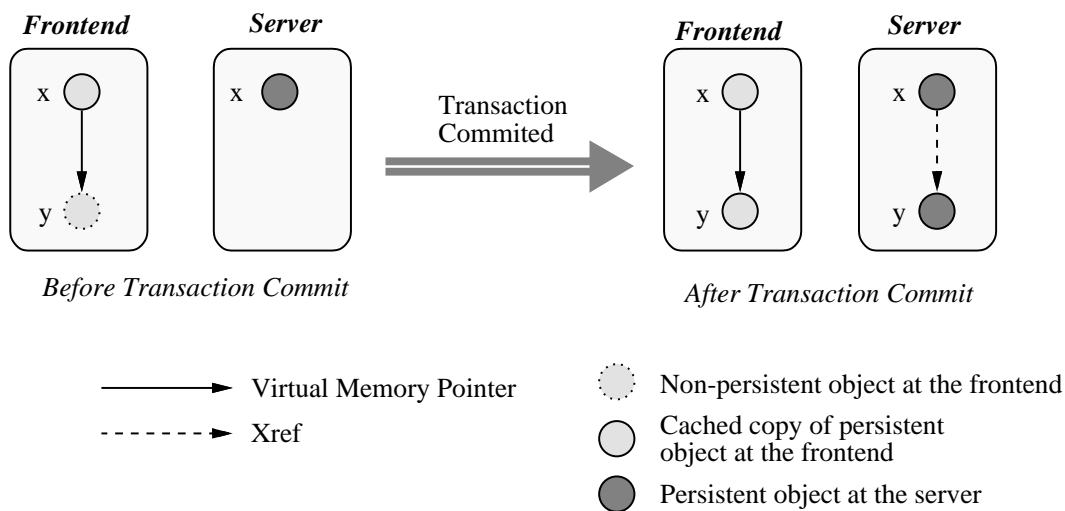 Frontend
Server
x
x
y
Before Transaction Commit
Transaction
Commited
Frontend
Server
x
x
y
y
After Transaction Commit
Virtual Memory Pointer
Xref
Non-persistent object at the frontend
Cached copy of persistent
object at the frontend
Persistent object at the server